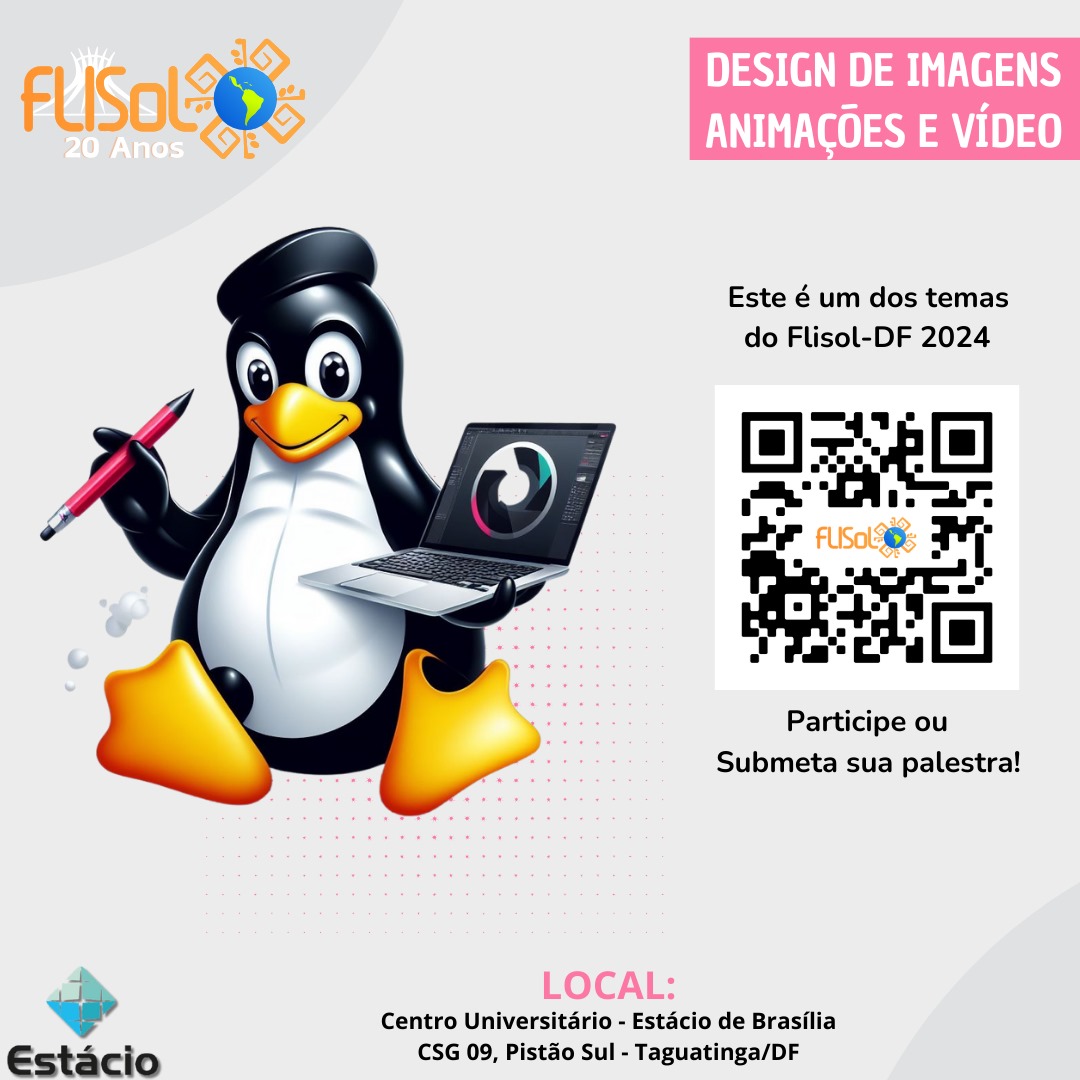 FLISol
20 Anos
DESIGN DE IMAGENS
ANIMAÇÕES E VÍDEO
Este é um dos temas
do Flisol-DF 2024
FLISol
Participe ou
Submeta sua palestra!
LOCAL:
Centro Universitário - Estácio de Brasília
CSG 09, Pistão Sul - Taguatinga/DF
Estácio